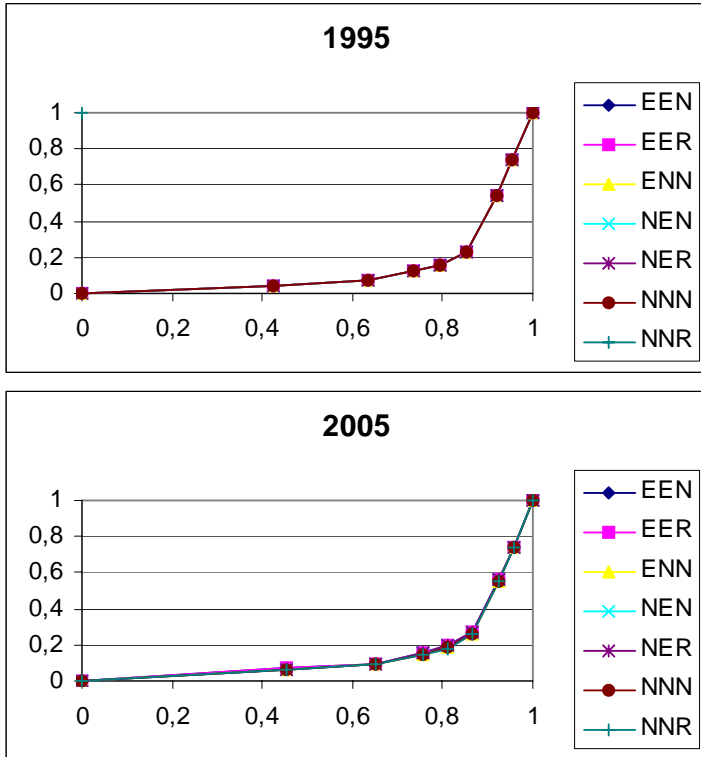 1995
1
0,8
0,6
0,4
0,2
0
0 0,2 0,4 0,6 0,8 1
EEN
EER
ENN
NEN
NER
NNN
NNR
2005
1
0,8
0,6
0,4
0,2
0
0 0,2 0,4 0,6 0,8 1
EEN
EER
ENN
NEN
NER
NNN
NNR